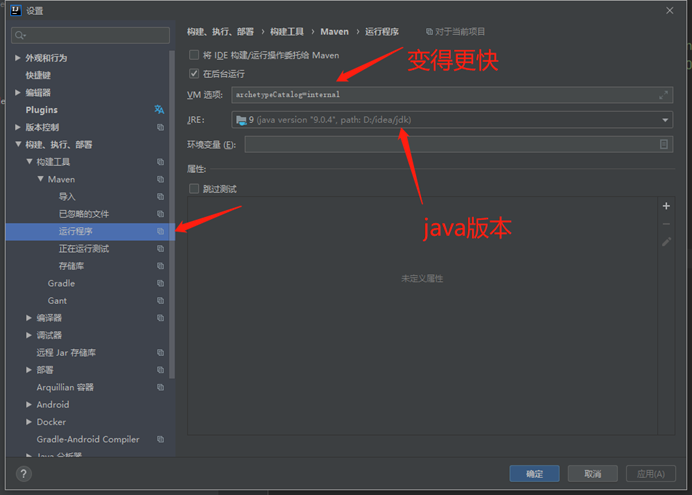 设置
外观和行为
快捷键
编辑器
Plugins
版本控制
构建、执行、部署
构建工具
Maven
导入
已忽略的文件
运行程序
正在运行测试
存储库
Gradle
Gant
编译器
调试器
远程 Jar 存储库
部署
Arquillian 容器
Android
Docker
Gradle-Android Compiler
构建、执行、部署 › 构建工具 › Maven › 运行程序 对于当前项目
将 IDE 构建/运行操作委托给 Maven
变得更快
在后台运行
VM 选项: archetypeCatalog=internal
JRE: 9 (java version "9.0.4", path: D:/idea/jdk)
环境变量 (E):
属性:
跳过测试
java版本
未定义属性
? 确定 取消 应用(A)